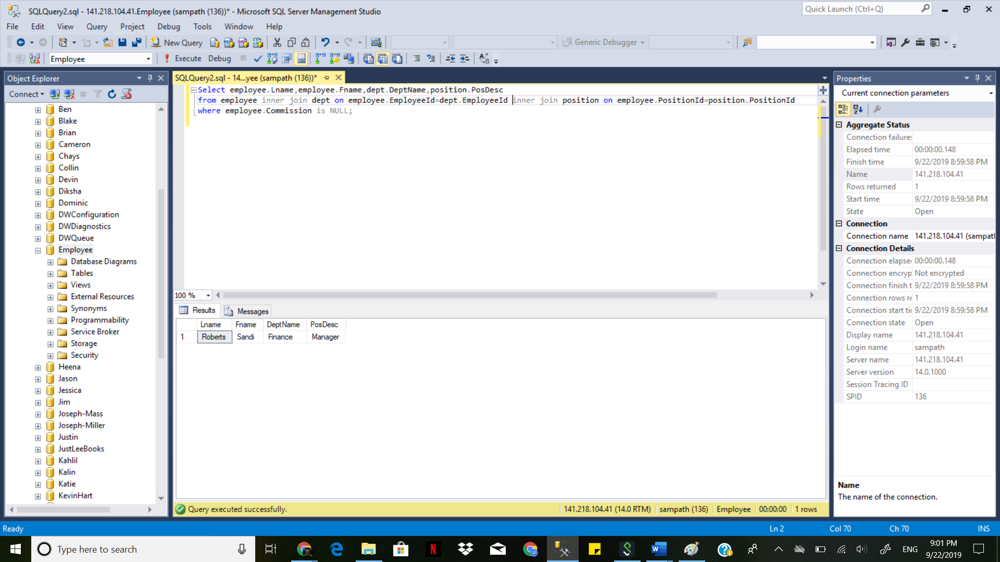 SQLQuery2.sql - 141.218.104.41.Employee (sampath (136))* - Microsoft SQL Server Management Studio
Quick Launch (Ctrl+Q)
File Edit View Query Project Debug Tools Window Help
New Query
Generic Debugger
Employee
Execute Debug
Object Explorer
Connect
Ben
Blake
Brian
Cameron
Chays
Collin
Devin
Diksha
Dominic
DWConfiguration
DWDiagnostics
DWQueue
Employee
Database Diagrams
Tables
Views
External Resources
Synonyms
Programmability
Service Broker
Storage
Security
Heena
Jason
Jessica
Jim
Joseph-Mass
Joseph-Miller
Justin
JustLeeBooks
Kahlil
Kalin
Katie
KevinHart
SQLQuery2.sql - 14...yee (sampath (136))*
Select employee.Lname,employee.Fname,dept.DeptName,position.PosDesc
from employee inner join dept on employee.EmployeeId=dept.EmployeeId inner join position on employee.PositionId=position.PositionId
where employee.Commission is NULL;
100 %
Results Messages
Lname Fname DeptName PosDesc
1 Roberts Sandi Finance Manager
Query executed successfully.
141.218.104.41 (14.0 RTM) sampath (136) Employee 00:00:00 1 rows
Properties
Current connection parameters
Aggregate Status
Connection failures
Elapsed time 00:00:00.148
Finish time 9/22/2019 8:59:58 PM
Name 141.218.104.41
Rows returned 1
Start time 9/22/2019 8:59:58 PM
State Open
Connection
Connection name 141.218.104.41 (sampatl
Connection Details
Connection elapsed 00:00:00.148
Connection encryp Not encrypted
Connection finish t 9/22/2019 8:59:58 PM
Connection rows re 1
Connection start tir 9/22/2019 8:59:58 PM
Connection state Open
Display name 141.218.104.41
Login name sampath
Server name 141.218.104.41
Server version 14.0.1000
Session Tracing ID
SPID 136
Name
The name of the connection.
Ready
Ln 2 Col 70 Ch 70 INS
Type here to search
ENG
9:01 PM
9/22/2019